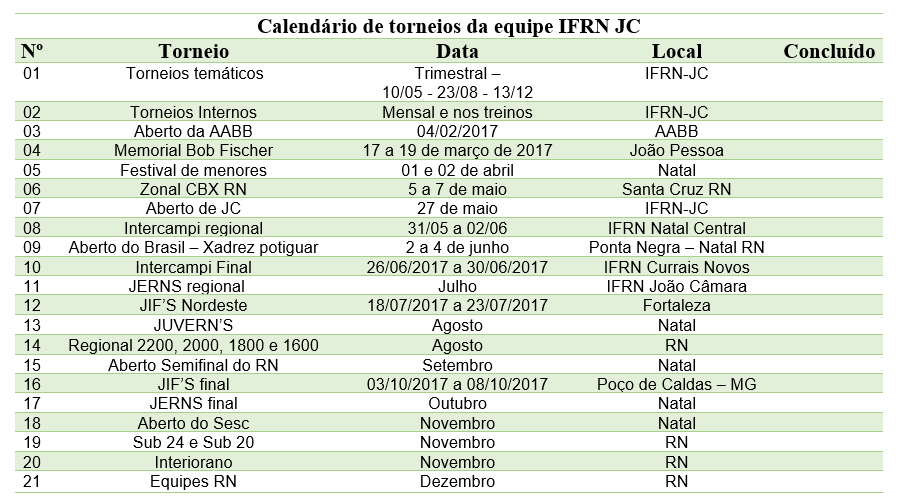 Calendário de torneios da equipe IFRN JC
Nº Torneio Data Local Concluído
01 Torneios temáticos Trimestral – IFRN-JC
10/05 - 23/08 - 13/12
02 Torneios Internos Mensal e nos treinos IFRN-JC
03 Aberto da AABB 04/02/2017 AABB
04 Memorial Bob Fischer 17 a 19 de março de 2017 João Pessoa
05 Festival de menores 01 e 02 de abril Natal
06 Zonal CBX RN 5 a 7 de maio Santa Cruz RN
07 Aberto de JC 27 de maio IFRN-JC
08 Intercampi regional 31/05 a 02/06 IFRN Natal Central
09 Aberto do Brasil – Xadrez potiguar 2 a 4 de junho Ponta Negra – Natal RN
10 Intercampi Final 26/06/2017 a 30/06/2017 IFRN Currais Novos
11 JERNS regional Julho IFRN João Câmara
12 JIF'S Nordeste 18/07/2017 a 23/07/2017 Fortaleza
13 JUVERN'S Agosto Natal
14 Regional 2200, 2000, 1800 e 1600 Agosto RN
15 Aberto Semifinal do RN Setembro Natal
16 JIF'S final 03/10/2017 a 08/10/2017 Poço de Caldas – MG
17 JERNS final Outubro Natal
18 Aberto do Sesc Novembro Natal
19 Sub 24 e Sub 20 Novembro RN
20 Interiorano Novembro RN
21 Equipes RN Dezembro RN